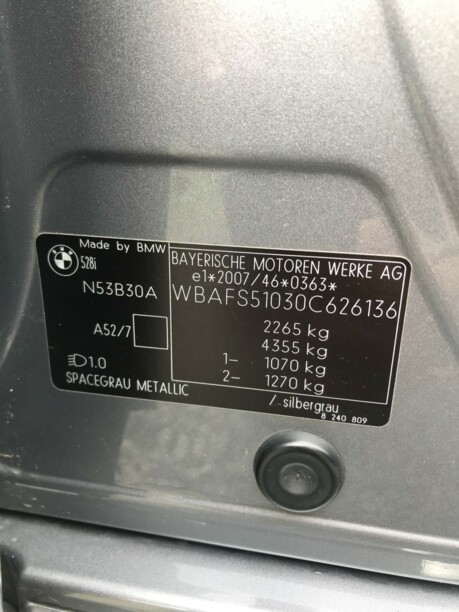 Made by BMW
528i
N53B30A
A52/7
1.0
SPACEGRAU METALLIC
BAYERISCHE MOTOREN WERKE AG
e1*2007/46*0363*
WBAFS51030C626136
2265 kg
4355 kg
1- 1070 kg
2- 1270 kg
/ silbergrau
8 240 809